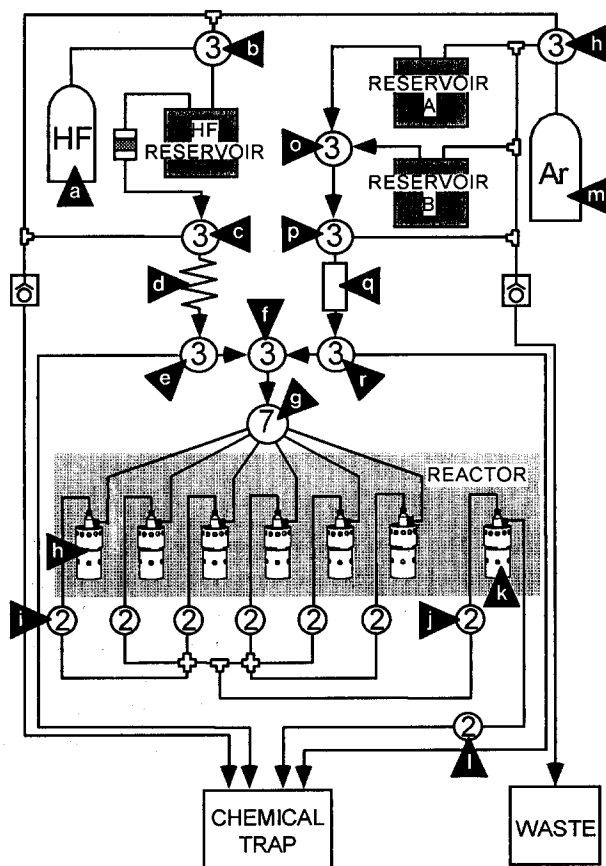 3
b
3
h
HF
a
HF
RESERVOIR
RESERVOIR
A
o
3
RESERVOIR
B
Ar
m
3
c
p
3
d
q
f
3
3
3
e
r
7
g
REACTOR
h
k
i
2
2
2
2
2
2
j
2
2
l
CHEMICAL
TRAP
WASTE